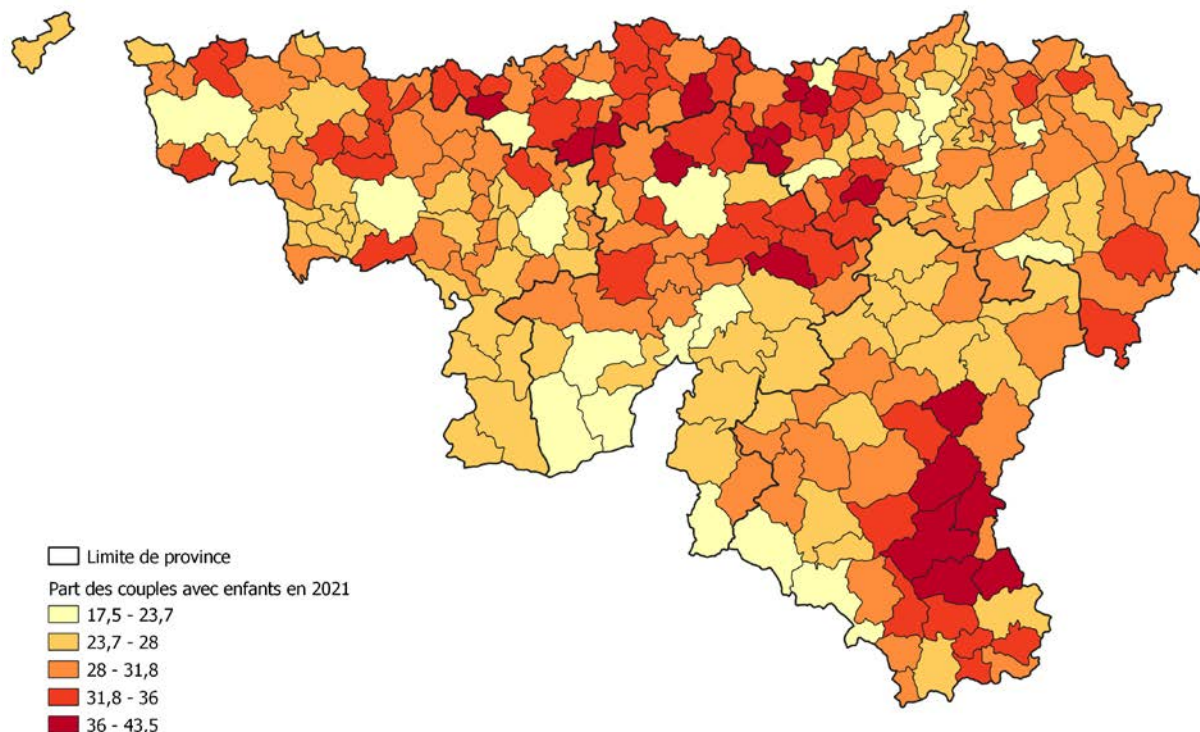 Limite de province
Part des couples avec enfants en 2021
17,5 - 23,7
23,7 - 28
28 - 31,8
31,8 - 36
36 - 43,5